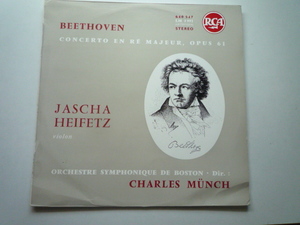 BEETHOVEN
CONCERTO EN RÉ MAJEUR, OPUS 61
RCA
STEREO
JASCHA
HEIFETZ
violon
ORCHESTRE SYMPHONIQUE DE BOSTON - Dir. :
CHARLES MÜNCH